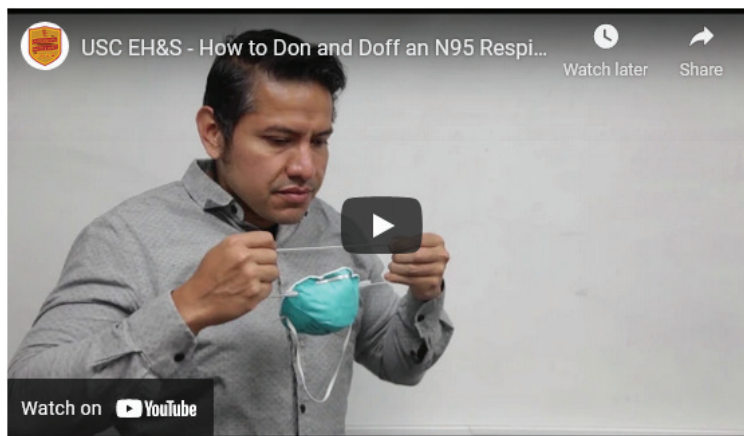 USC EH&S - How to Don and Doff an N95 Respi...
Watch later
Share
Watch on YouTube